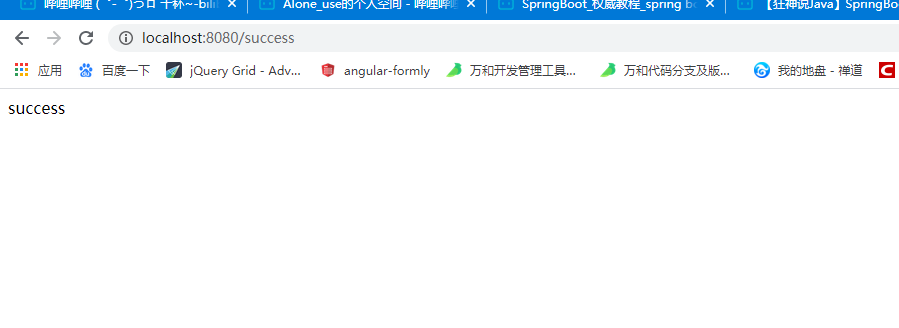 哔哩哔哩 ( ゜- ゜)つロ 干杯~-bili
Alone_use的个人空间 - 哔哩哔哩
SpringBoot_权威教程_spring bo
【狂神说Java】SpringBo
localhost:8080/success
应用
百度一下
jQuery Grid - Adv...
angular-formly
万和开发管理工具...
万和代码分支及版...
我的地盘 - 禅道
C
success